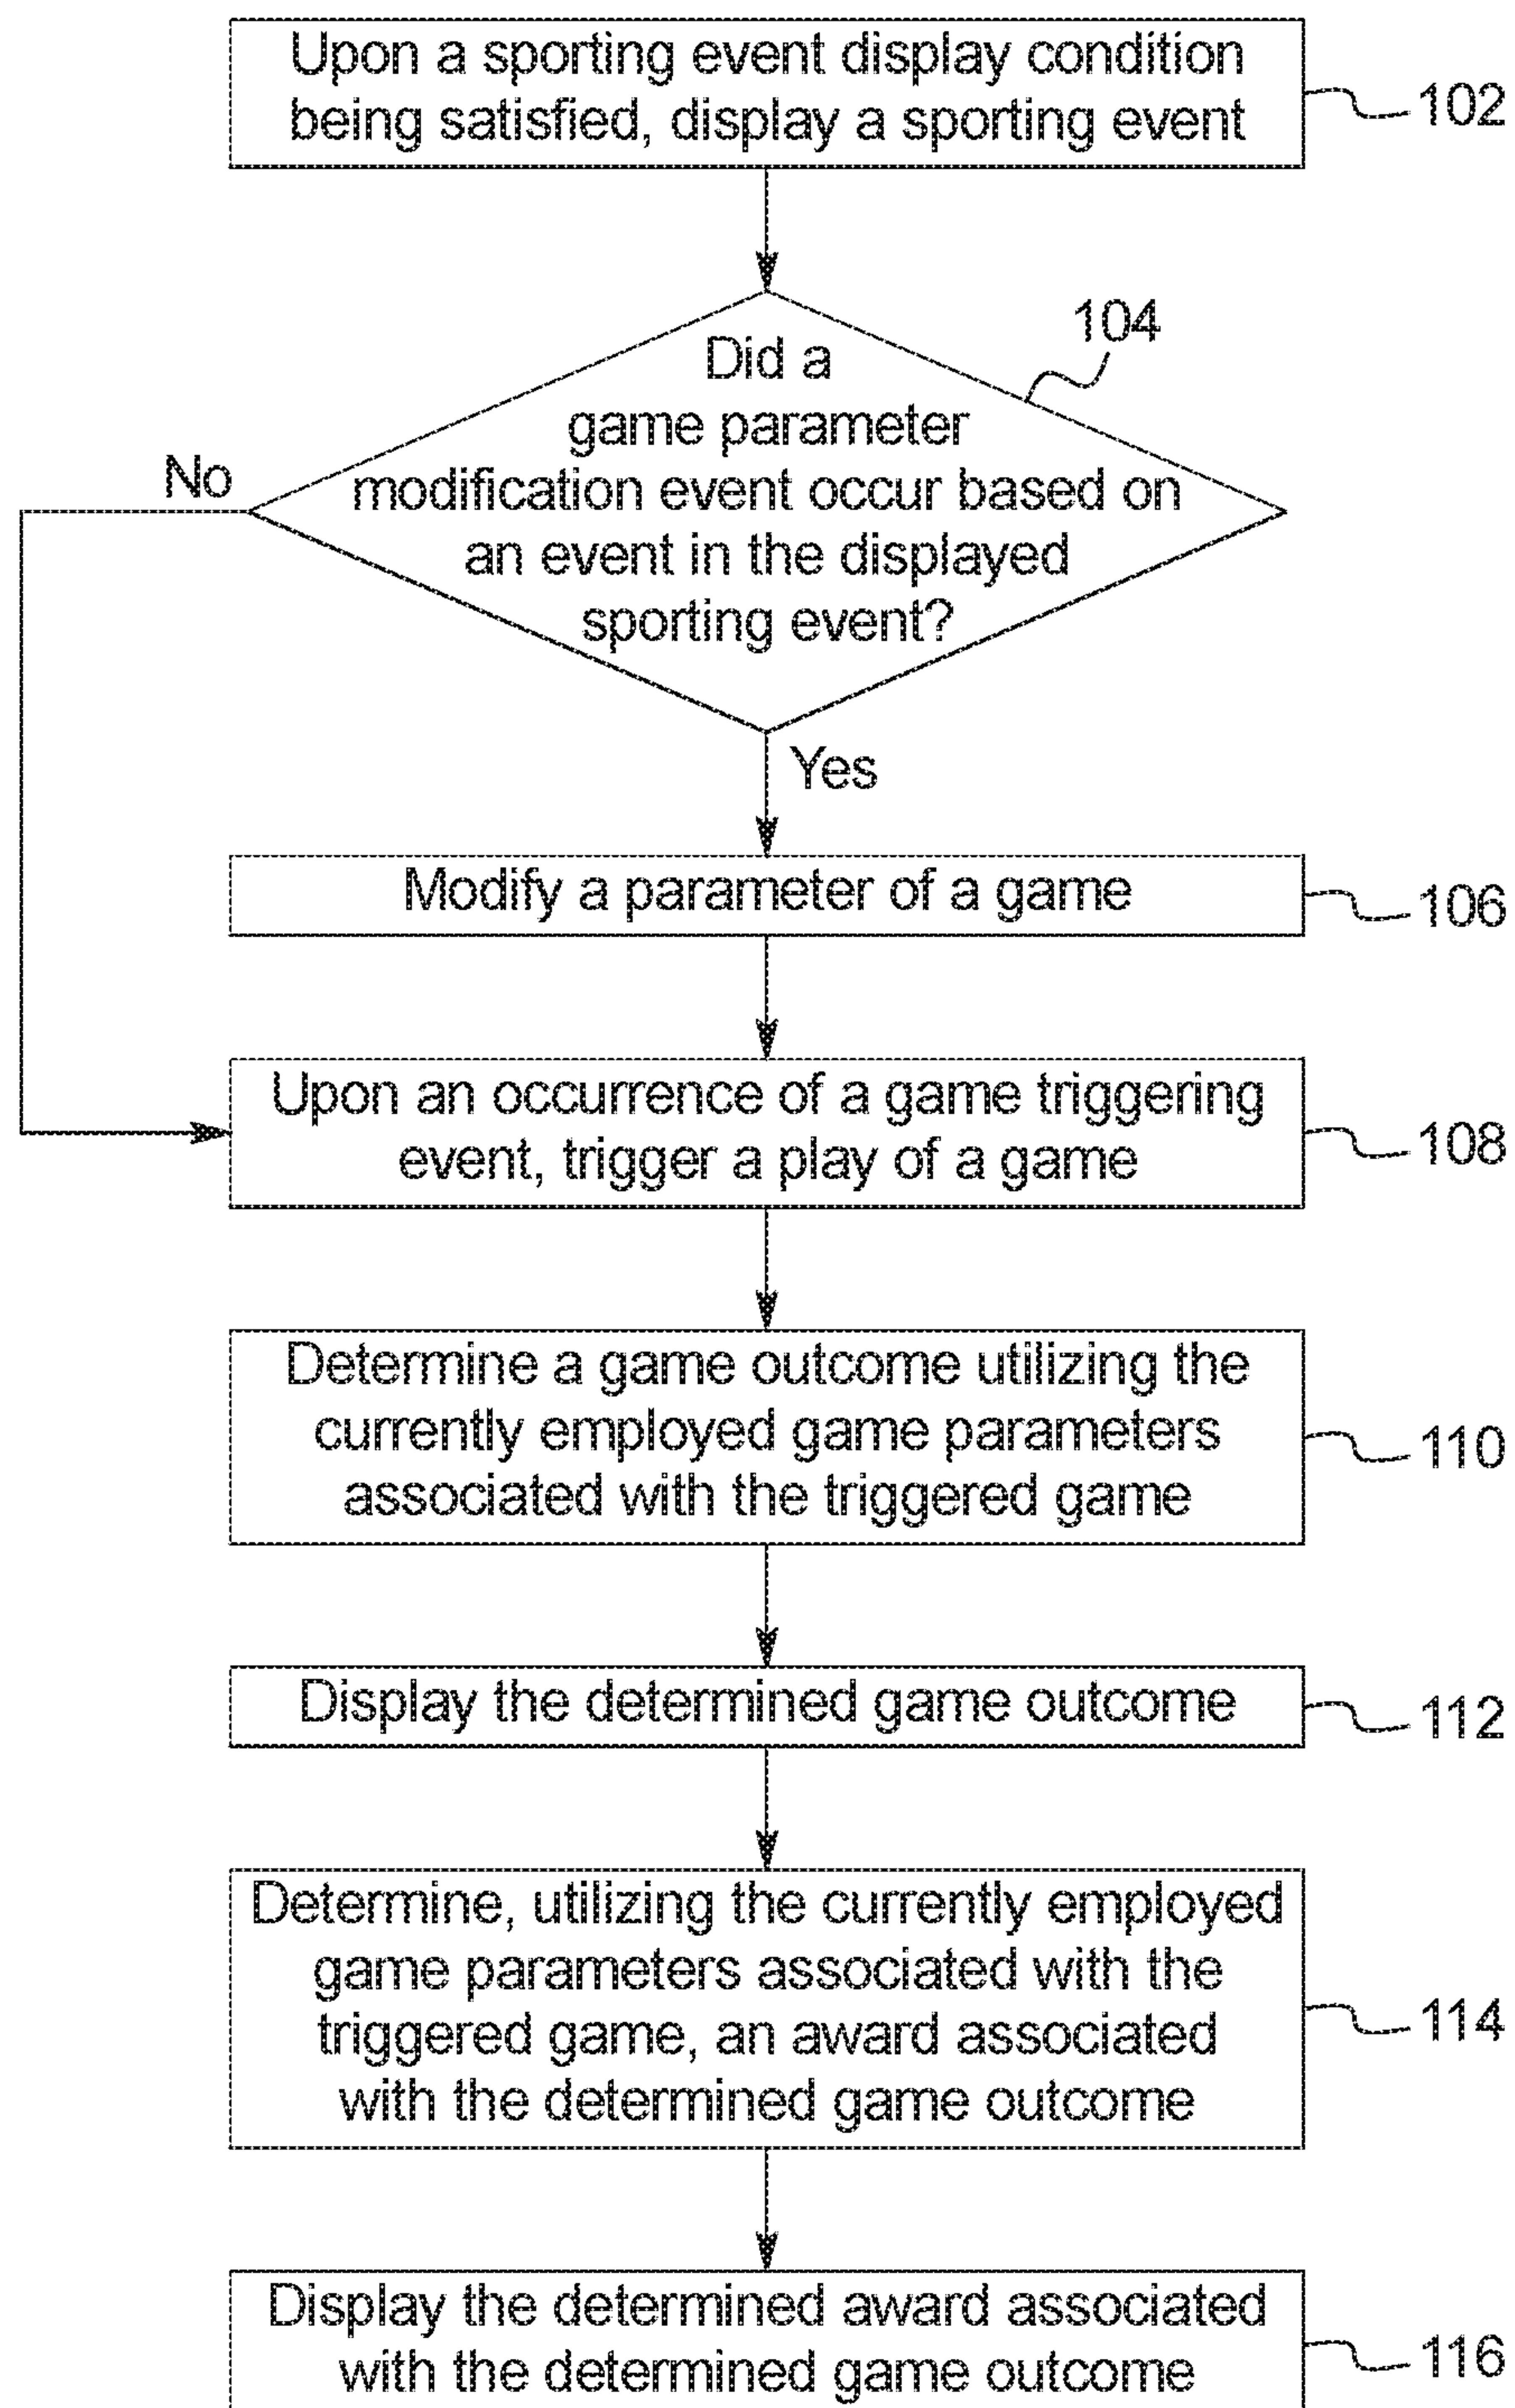 Upon a sporting event display condition
being satisfied, display a sporting event
102
104
Did a
game parameter
modification event occur based on
an event in the displayed
sporting event?
No
Yes
Modify a parameter of a game
106
Upon an occurrence of a game triggering
event, trigger a play of a game
108
Determine a game outcome utilizing the
currently employed game parameters
associated with the triggered game
110
Display the determined game outcome
112
Determine, utilizing the currently employed
game parameters associated with the
triggered game, an award associated
with the determined game outcome
114
Display the determined award associated
with the determined game outcome
116